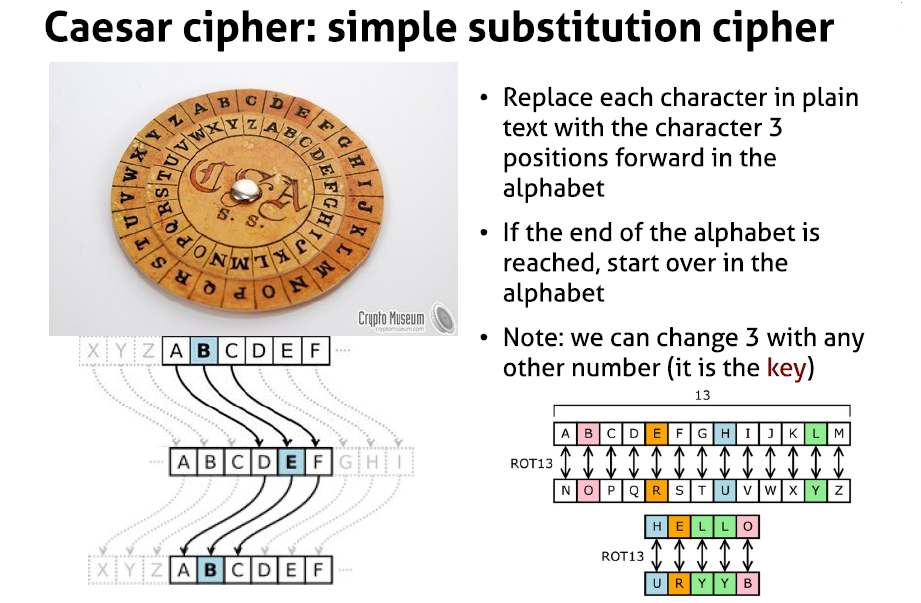 Caesar cipher: simple substitution cipher
A B C D E F G H I J K L M N O P Q R S T U V W X Y Z
A B C D E F G H I J K L M N O P Q R S T U V W X Y Z
C S A
S. S.
Crypto Museum
cryptomuseum.com
X Y Z A B C D E F ····
···· A B C D E F G H I
X Y Z A B C D E F ····
• Replace each character in plain
text with the character 3
positions forward in the
alphabet
• If the end of the alphabet is
reached, start over in the
alphabet
• Note: we can change 3 with any
other number (it is the key)
13
A B C D E F G H I J K L M
ROT13
N O P Q R S T U V W X Y Z
H E L L O
ROT13
U R Y Y B